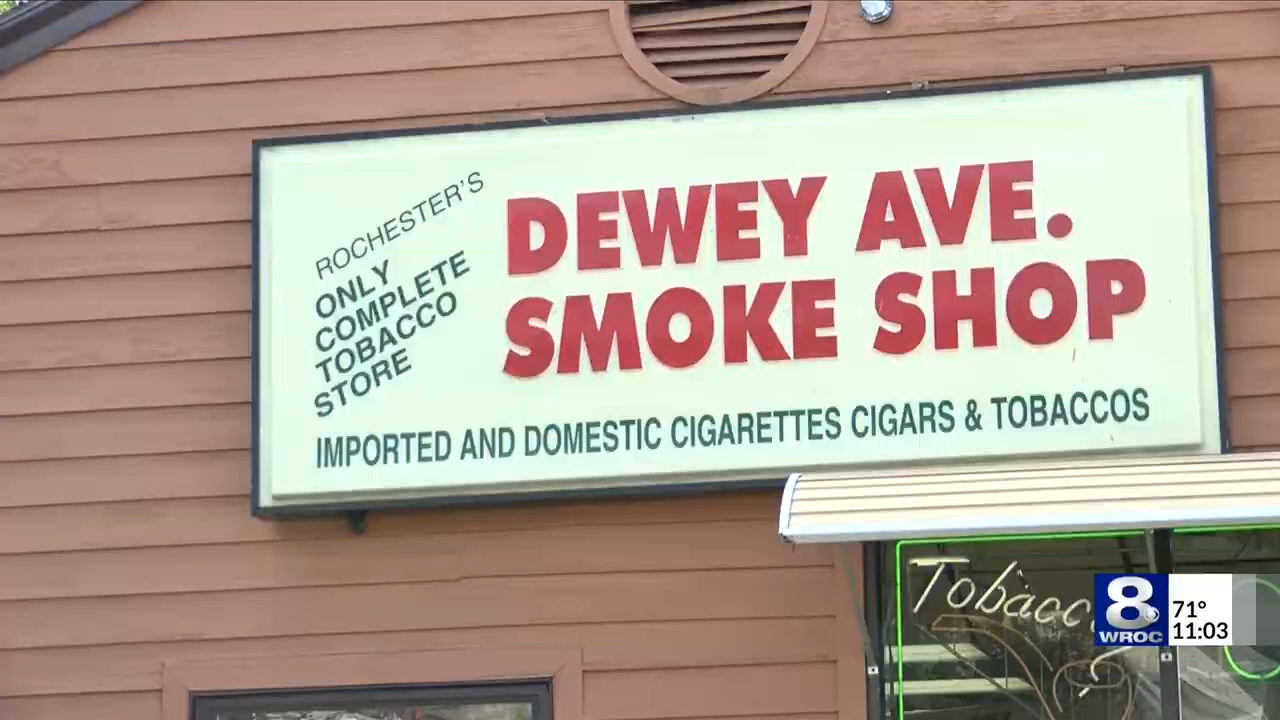 ROCHESTER'S
ONLY
COMPLETE
TOBACCO
STORE
DEWEY AVE.
SMOKE SHOP
IMPORTED AND DOMESTIC CIGARETTES CIGARS & TOBACCOS
8
WROC
71°
11:03